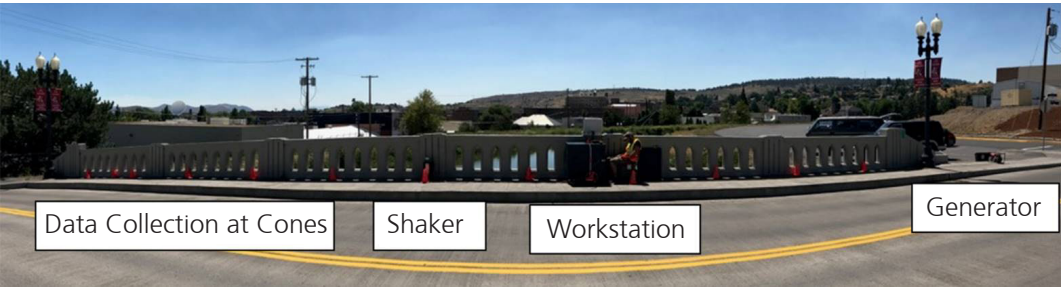 Data Collection at Cones
Shaker
Workstation
Generator